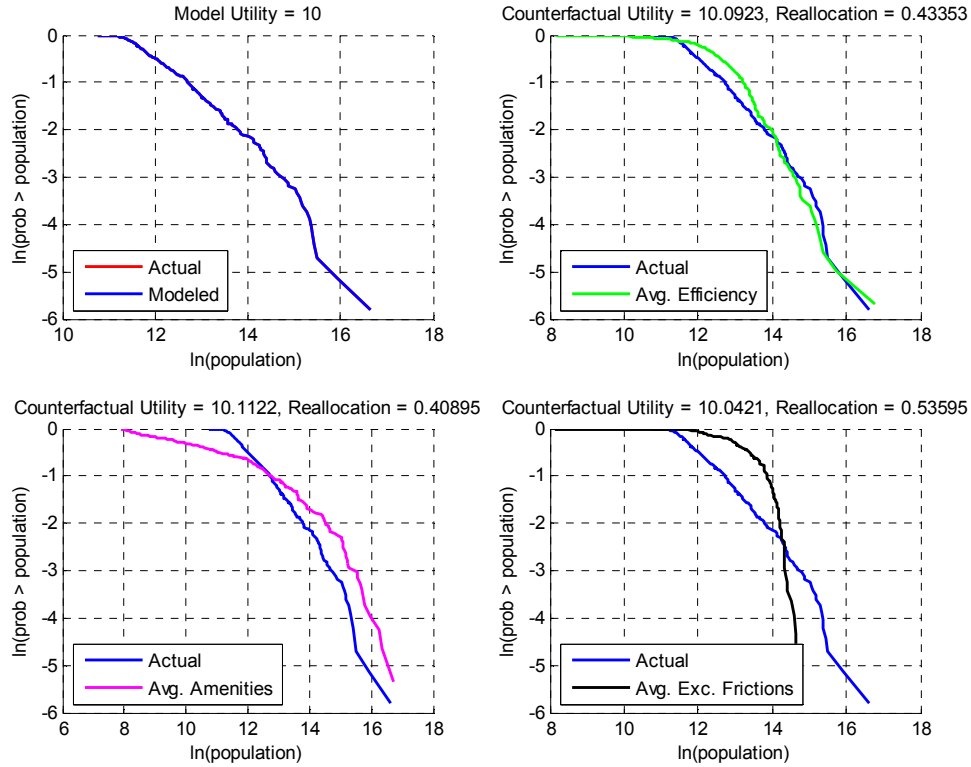 Model Utility = 10
0
-1
-2
-3
-4
-5
-6
ln(prob > population)
Actual
Modeled
10 12 14 16 18
ln(population)
Counterfactual Utility = 10.0923, Reallocation = 0.43353
0
-1
-2
-3
-4
-5
-6
ln(prob > population)
Actual
Avg. Efficiency
10 12 14 16 18
ln(population)
Counterfactual Utility = 10.1122, Reallocation = 0.40895
0
-1
-2
-3
-4
-5
-6
ln(prob > population)
Actual
Avg. Amenities
6 8 10 12 14 16 18
ln(population)
Counterfactual Utility = 10.0421, Reallocation = 0.53595
0
-1
-2
-3
-4
-5
-6
ln(prob > population)
Actual
Avg. Exc. Frictions
10 12 14 16 18
ln(population)